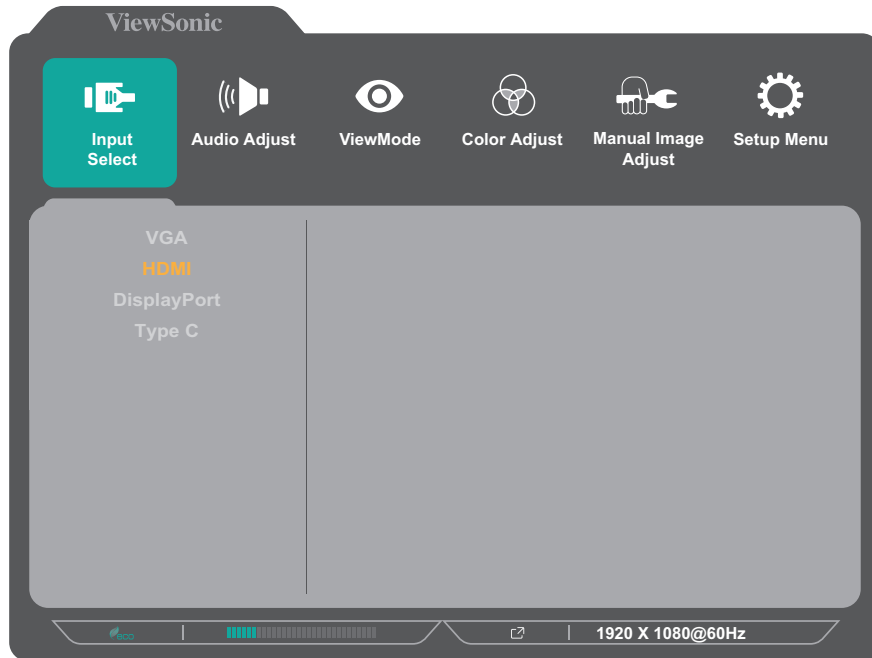 ViewSonic
Input
Select
Audio Adjust
ViewMode
Color Adjust
Manual Image
Adjust
Setup Menu
VGA
HDMI
DisplayPort
Type C
eco
1920 X 1080@60Hz